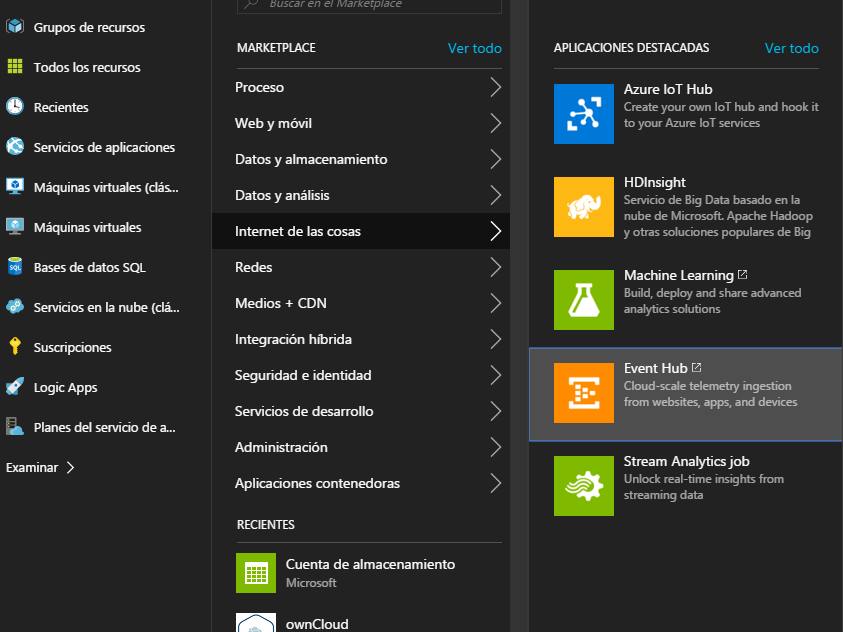 Grupos de recursos
Todos los recursos
Recientes
Servicios de aplicaciones
Máquinas virtuales (clás...
Máquinas virtuales
Bases de datos SQL
Servicios en la nube (clá...
Suscripciones
Logic Apps
Planes del servicio de a...
Examinar
Buscar en el Marketplace
MARKETPLACE
Ver todo
Proceso
Web y móvil
Datos y almacenamiento
Datos y análisis
Internet de las cosas
Redes
Medios + CDN
Integración híbrida
Seguridad e identidad
Servicios de desarrollo
Administración
Aplicaciones contenedoras
RECIENTES
Cuenta de almacenamiento
Microsoft
ownCloud
APLICACIONES DESTACADAS
Ver todo
Azure IoT Hub
Create your own IoT hub and hook it
to your Azure IoT services
HDInsight
Servicio de Big Data basado en la
nube de Microsoft. Apache Hadoop
y otras soluciones populares de Big
Machine Learning
Build, deploy and share advanced
analytics solutions
Event Hub
Cloud-scale telemetry ingestion
from websites, apps, and devices
Stream Analytics job
Unlock real-time insights from
streaming data